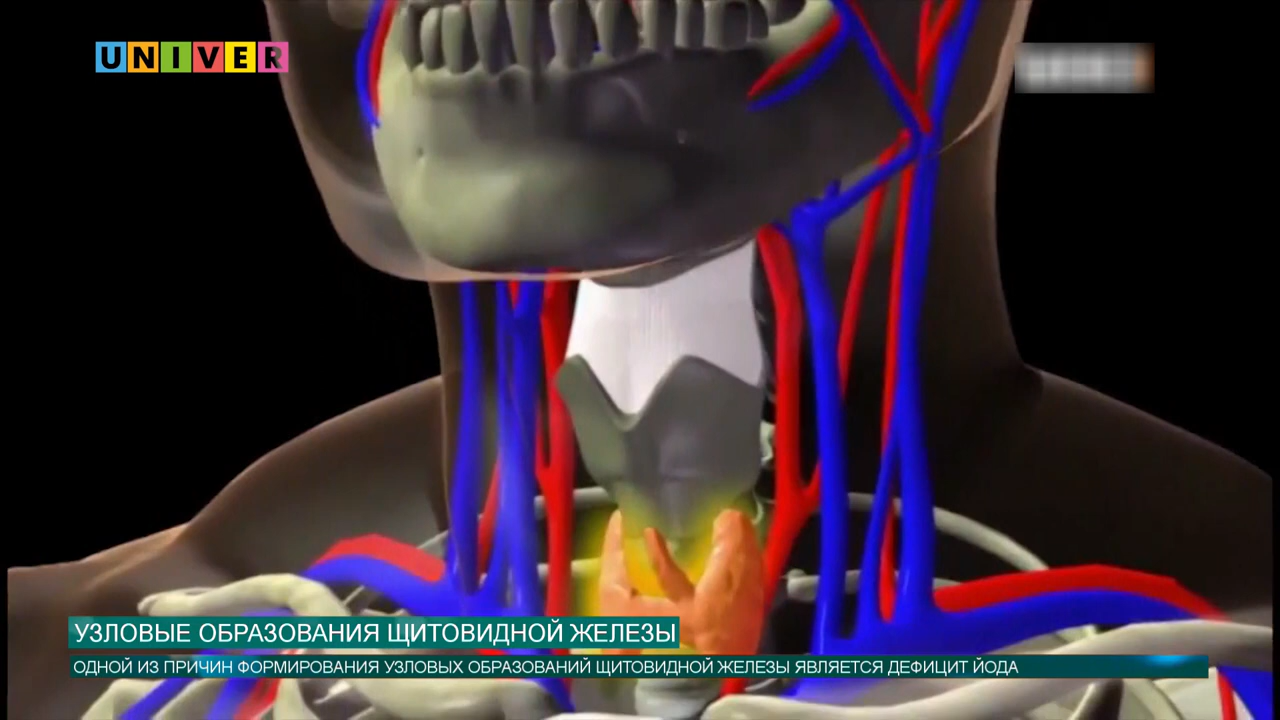 UNIVER
УЗЛОВЫЕ ОБРАЗОВАНИЯ ЩИТОВИДНОЙ ЖЕЛЕЗЫ
ОДНОЙ ИЗ ПРИЧИН ФОРМИРОВАНИЯ УЗЛОВЫХ ОБРАЗОВАНИЙ ЩИТОВИДНОЙ ЖЕЛЕЗЫ ЯВЛЯЕТСЯ ДЕФИЦИТ ЙОДА